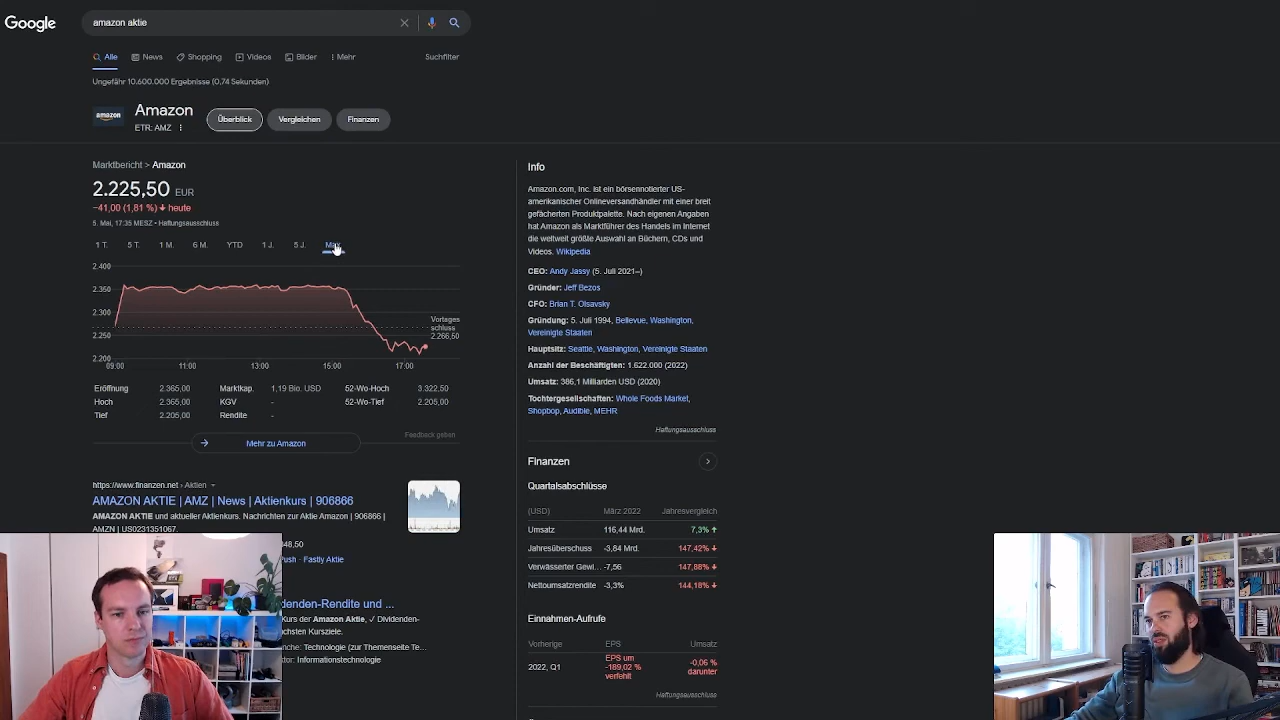 Google
amazon aktie
Alle
News
Shopping
Videos
Bilder
Mehr
Suchfilter
Ungefähr 10.600.000 Ergebnisse (0,74 Sekunden)
amazon
Amazon
ETR: AMZ
Überblick
Vergleichen
Finanzen
Marktbericht > Amazon
2.225,50 EUR
−41,00 (1,81 %) heute
5. Mai, 17:35 MESZ • Haftungsausschluss
1 T.
5 T.
1 M.
6 M.
YTD
1 J.
5 J.
2.400
2.350
2.300
2.250
2.200
Vortages
schluss
2.266,50
09:00
11:00
13:00
15:00
17:00
Eröffnung 2.365,00 Marktkap. 1,19 Bio. USD 52-Wo-Hoch 3.322,50
Hoch 2.365,00 KGV - 52-Wo-Tief 2.205,00
Tief 2.205,00 Rendite -
Feedback geben
Mehr zu Amazon
https://www.finanzen.net › Aktien
AMAZON AKTIE | AMZ | News | Aktienkurs | 906866
AMAZON AKTIE und aktueller Aktienkurs. Nachrichten zur Aktie Amazon | 906866 |
AMZN | US0231351067.
48,50
Push · Fastly Aktie
denden-Rendite und ...
Kurs der Amazon Aktie, ✓ Dividenden-
chsten Kursziele.
nche: Technologie (zur Themenseite Te...
tor: Informationstechnologie
Info
Amazon.com, Inc. ist ein börsennotierter US-
amerikanischer Onlineversandhändler mit einer breit
gefächerten Produktpalette. Nach eigenen Angaben
hat Amazon als Marktführer des Handels im Internet
die weltweit größte Auswahl an Büchern, CDs und
Videos. Wikipedia
CEO: Andy Jassy (5. Juli 2021–)
Gründer: Jeff Bezos
CFO: Brian T. Olsavsky
Gründung: 5. Juli 1994, Bellevue, Washington,
Vereinigte Staaten
Hauptsitz: Seattle, Washington, Vereinigte Staaten
Anzahl der Beschäftigten: 1.622.000 (2022)
Umsatz: 386,1 Milliarden USD (2020)
Tochtergesellschaften: Whole Foods Market,
Shopbop, Audible, MEHR
Haftungsausschluss
Finanzen
Quartalsabschlüsse
(USD) März 2022 Jahresvergleich
Umsatz 116,44 Mrd. 7,3%
Jahresüberschuss -3,84 Mrd. 147,42%
Verwässerter Gewi... -7,56 147,88%
Nettoumsatzrendite -3,3% 144,18%
Einnahmen-Aufrufe
Vorherige EPS Umsatz
2022, Q1
EPS um
-189,02 %
verfehlt
-0,06 %
darunter
Haftungsausschluss